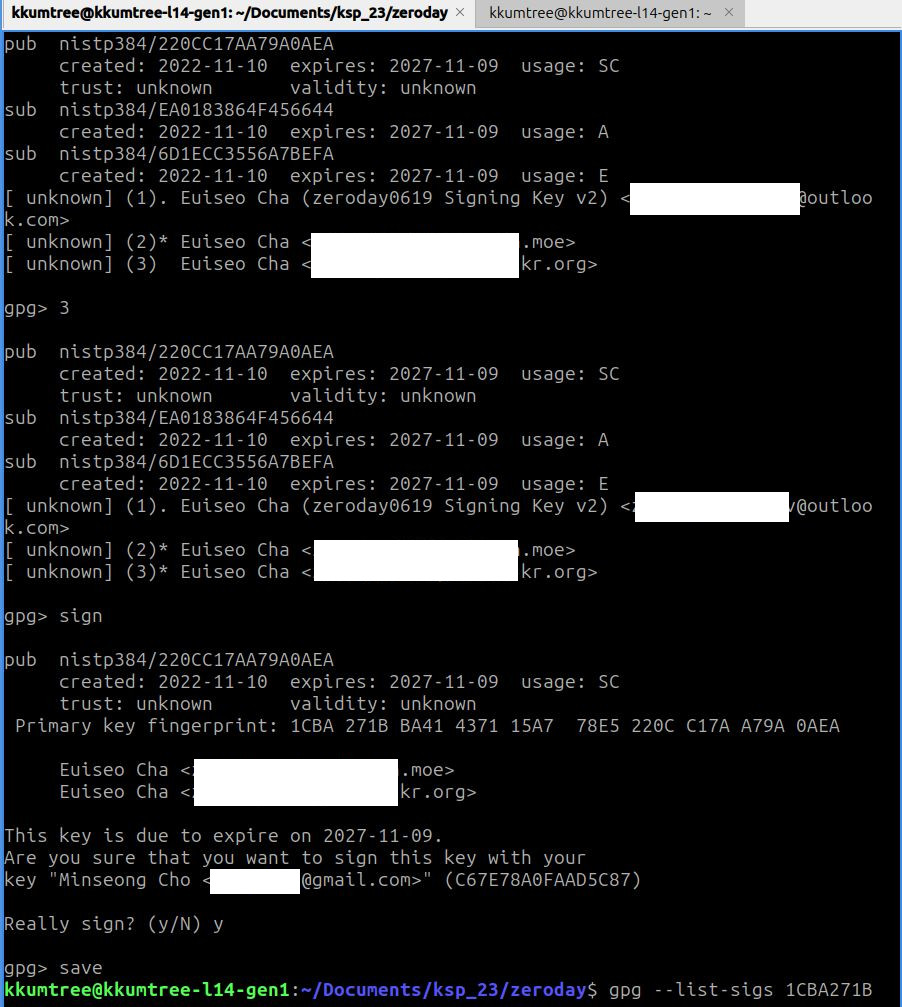 kkumtree@kkumtree-l14-gen1: ~/Documents/ksp_23/zeroday × kkumtree@kkumtree-l14-gen1: ~ ×
pub  nistp384/220CC17AA79A0AEA
     created: 2022-11-10  expires: 2027-11-09  usage: SC
     trust: unknown       validity: unknown
sub  nistp384/EA0183864F456644
     created: 2022-11-10  expires: 2027-11-09  usage: A
sub  nistp384/6D1ECC3556A7BEFA
     created: 2022-11-10  expires: 2027-11-09  usage: E
[ unknown] (1). Euiseo Cha (zeroday0619 Signing Key v2) < @outloo
k.com>
[ unknown] (2)* Euiseo Cha < .moe>
[ unknown] (3)  Euiseo Cha < kr.org>
gpg> 3
pub  nistp384/220CC17AA79A0AEA
     created: 2022-11-10  expires: 2027-11-09  usage: SC
     trust: unknown       validity: unknown
sub  nistp384/EA0183864F456644
     created: 2022-11-10  expires: 2027-11-09  usage: A
sub  nistp384/6D1ECC3556A7BEFA
     created: 2022-11-10  expires: 2027-11-09  usage: E
[ unknown] (1). Euiseo Cha (zeroday0619 Signing Key v2) < @outloo
k.com>
[ unknown] (2)* Euiseo Cha < .moe>
[ unknown] (3)* Euiseo Cha < kr.org>
gpg> sign
pub  nistp384/220CC17AA79A0AEA
     created: 2022-11-10  expires: 2027-11-09  usage: SC
     trust: unknown       validity: unknown
 Primary key fingerprint: 1CBA 271B BA41 4371 15A7  78E5 220C C17A A79A 0AEA
     Euiseo Cha < .moe>
     Euiseo Cha < kr.org>
This key is due to expire on 2027-11-09.
Are you sure that you want to sign this key with your
key "Minseong Cho < @gmail.com>" (C67E78A0FAAD5C87)
Really sign? (y/N) y
gpg> save
kkumtree@kkumtree-l14-gen1:~/Documents/ksp_23/zeroday$ gpg --list-sigs 1CBA271B